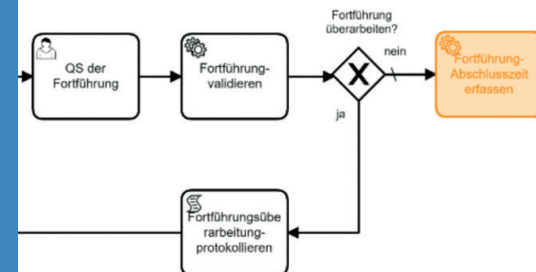 Fortführung
überarbeiten?
QS der
Fortführung
Fortführung-
validieren
X
nein
Fortführung-
Abschlusszeit
erfassen
ja
Fortführungsübe
rarbeitung-
protokollieren